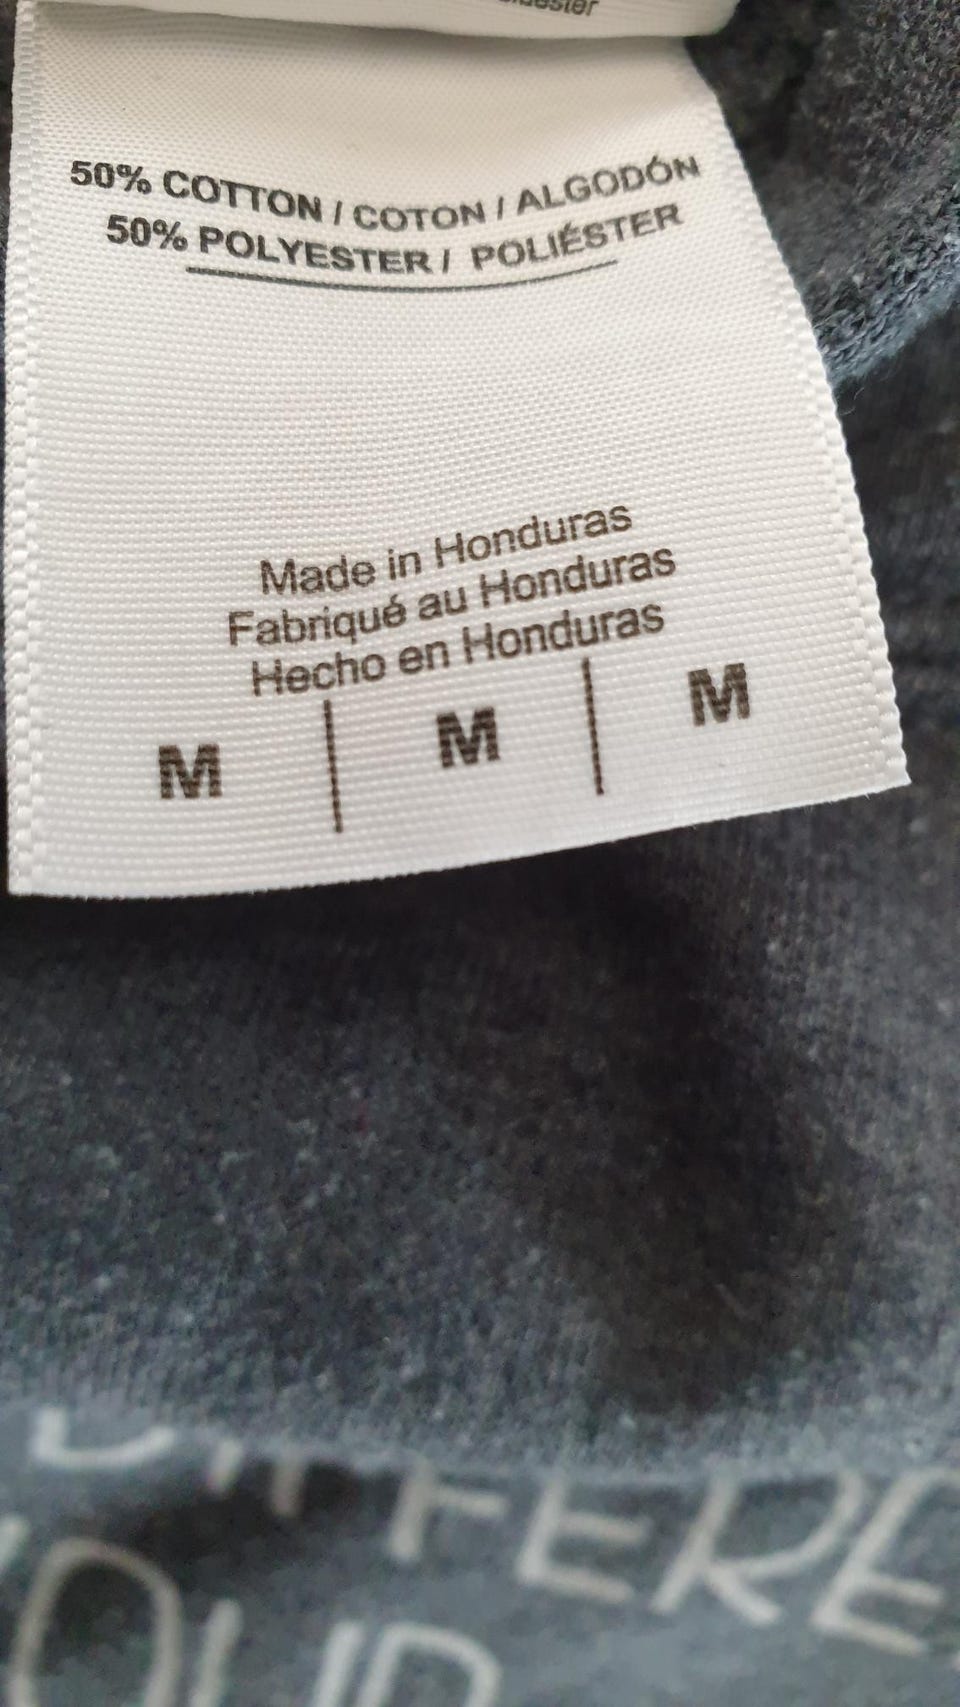 50% COTTON / COTON / ALGODÓN
50% POLYESTER / POLIÉSTER
Made in Honduras
Fabriqué au Honduras
Hecho en Honduras
M | M | M